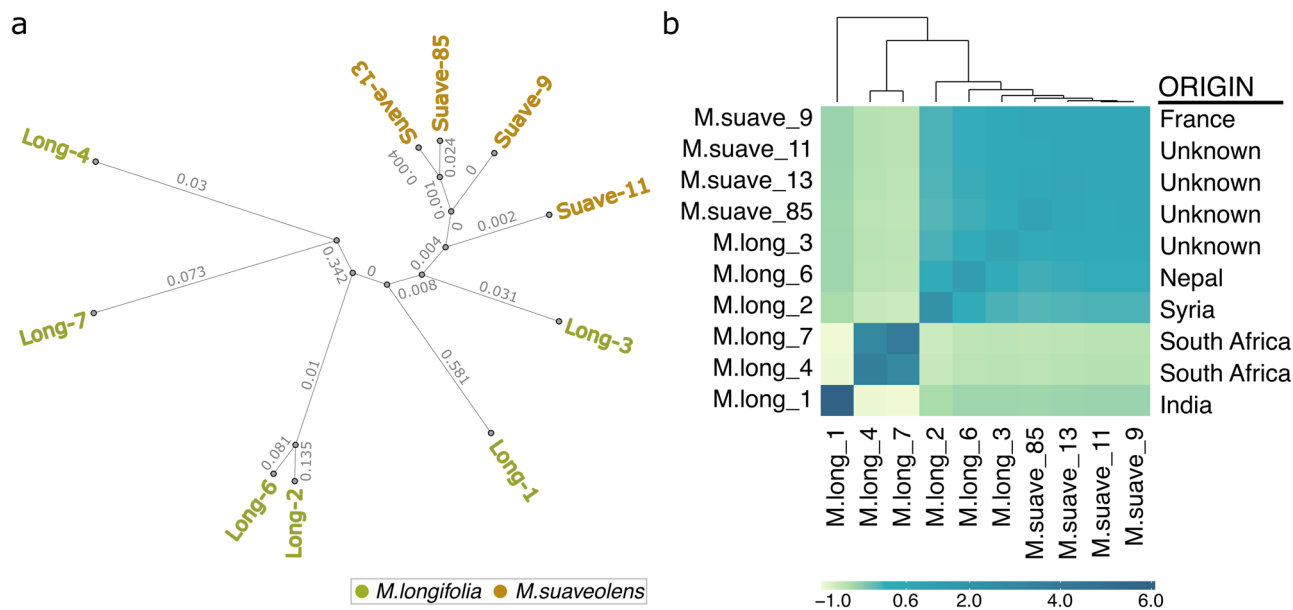 a
Suave-13
Suave-85
Suave-9
Suave-11
Long-4
Long-7
Long-3
Long-6
Long-2
Long-1
0.03
0.073
0.342
0
0.008
0.004
0
0.001
0.004
0.024
0
0.002
0.031
0.581
0.01
0.081
0.135
M.longifolia M.suaveolens
b
ORIGIN
M.suave_9 France
M.suave_11 Unknown
M.suave_13 Unknown
M.suave_85 Unknown
M.long_3 Unknown
M.long_6 Nepal
M.long_2 Syria
M.long_7 South Africa
M.long_4 South Africa
M.long_1 India
M.long_1
M.long_4
M.long_7
M.long_2
M.long_6
M.long_3
M.suave_85
M.suave_13
M.suave_11
M.suave_9
−1.0 0.6 2.0 4.0 6.0